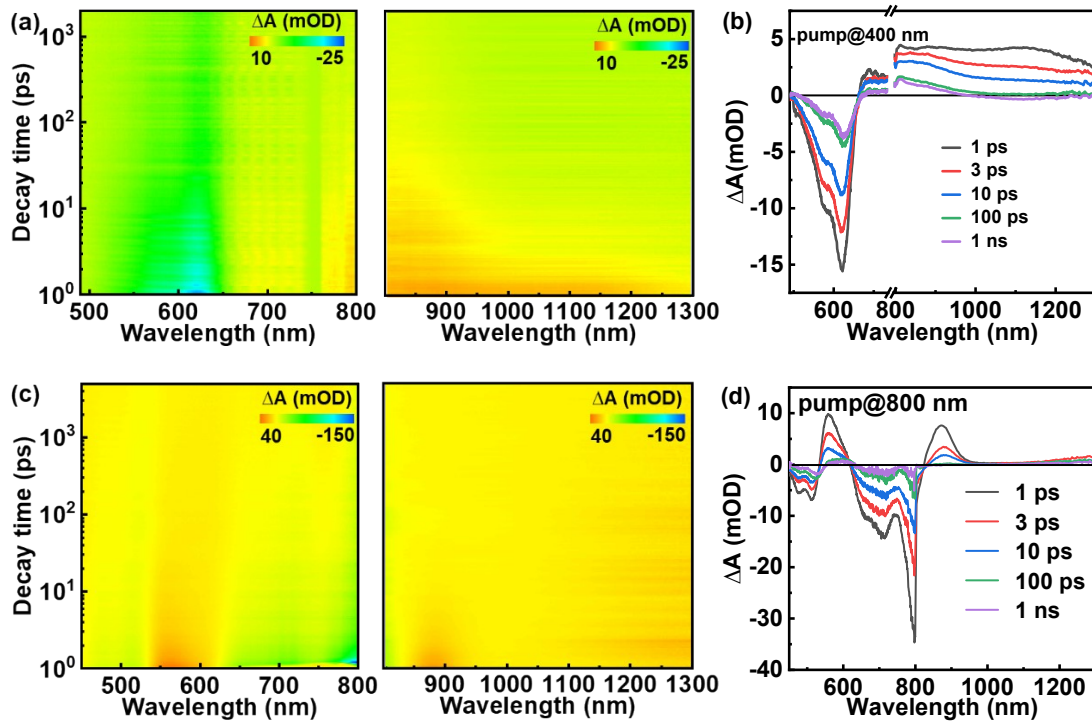 (a)
ΔA (mOD)
10 -25
ΔA (mOD)
10 -25
Decay time (ps)
10³
10²
10¹
10⁰
500 600 700 800
900 1000 1100 1200 1300
Wavelength (nm)
Wavelength (nm)
(b)
pump@400 nm
ΔA(mOD)
5
0
-5
-10
-15
1 ps
3 ps
10 ps
100 ps
1 ns
600 800 1000 1200
Wavelength (nm)
(c)
ΔA (mOD)
40 -150
ΔA (mOD)
40 -150
Decay time (ps)
10³
10²
10¹
10⁰
500 600 700 800
900 1000 1100 1200 1300
Wavelength (nm)
Wavelength (nm)
(d)
pump@800 nm
ΔA (mOD)
10
0
-10
-20
-30
-40
1 ps
3 ps
10 ps
100 ps
1 ns
600 800 1000 1200
Wavelength (nm)